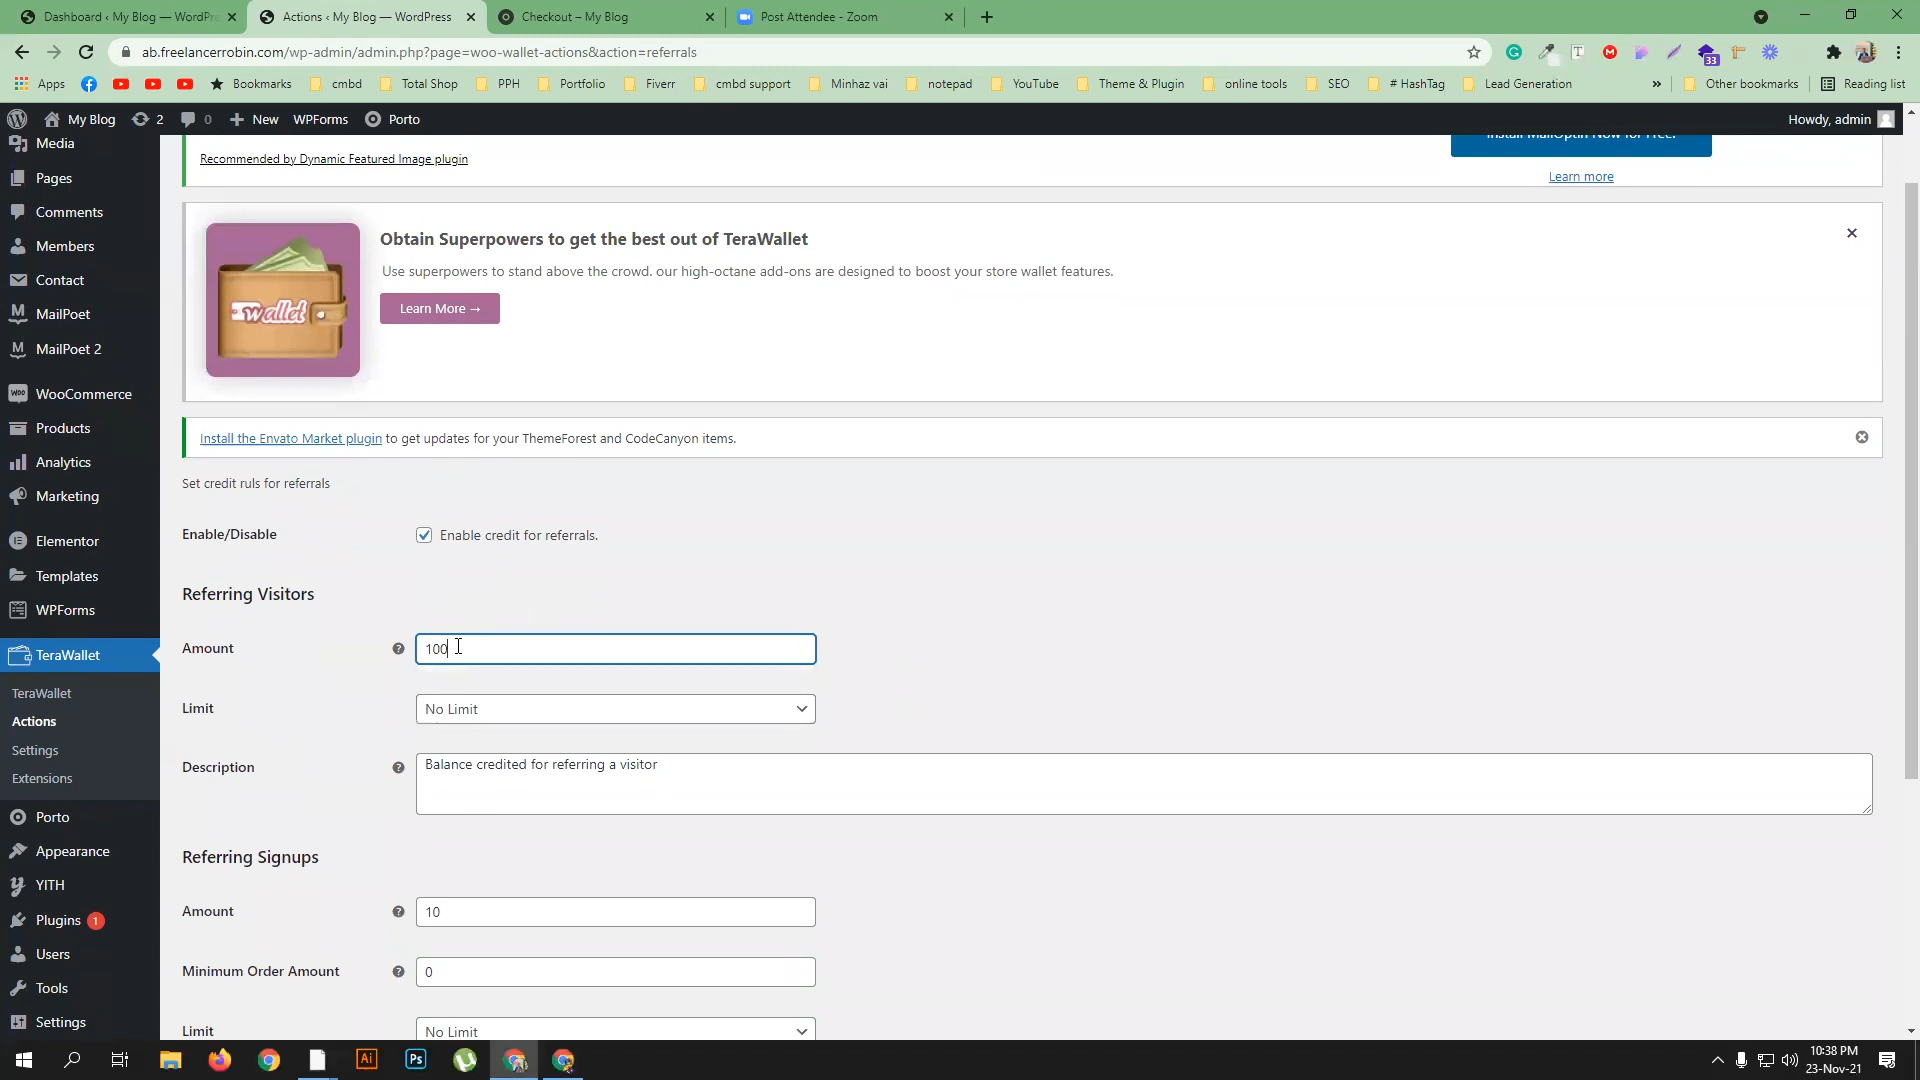 Dashboard ‹ My Blog — WordPre
Actions ‹ My Blog — WordPress
Checkout – My Blog
Post Attendee - Zoom
ab.freelancerrobin.com/wp-admin/admin.php?page=woo-wallet-actions&action=referrals
33
Apps
Bookmarks
cmbd
Total Shop
PPH
Portfolio
Fiverr
cmbd support
Minhaz vai
notepad
YouTube
Theme & Plugin
online tools
SEO
# HashTag
Lead Generation
»
Other bookmarks
Reading list
My Blog
2
0
New
WPForms
Porto
Howdy, admin
Media
Pages
Comments
Members
Contact
MailPoet
MailPoet 2
WooCommerce
Products
Analytics
Marketing
Elementor
Templates
WPForms
TeraWallet
TeraWallet
Actions
Settings
Extensions
Porto
Appearance
YITH
Plugins 1
Users
Tools
Settings
Install MailOptin Now for Free!
Recommended by Dynamic Featured Image plugin
Learn more
wallet
Obtain Superpowers to get the best out of TeraWallet
Use superpowers to stand above the crowd. our high-octane add-ons are designed to boost your store wallet features.
Learn More →
Install the Envato Market plugin to get updates for your ThemeForest and CodeCanyon items.
Set credit ruls for referrals
Enable/Disable
Enable credit for referrals.
Referring Visitors
Amount
100
Limit
No Limit
Description
Balance credited for referring a visitor
Referring Signups
Amount
10
Minimum Order Amount
0
Limit
No Limit
Ai
Ps
10:38 PM
23-Nov-21